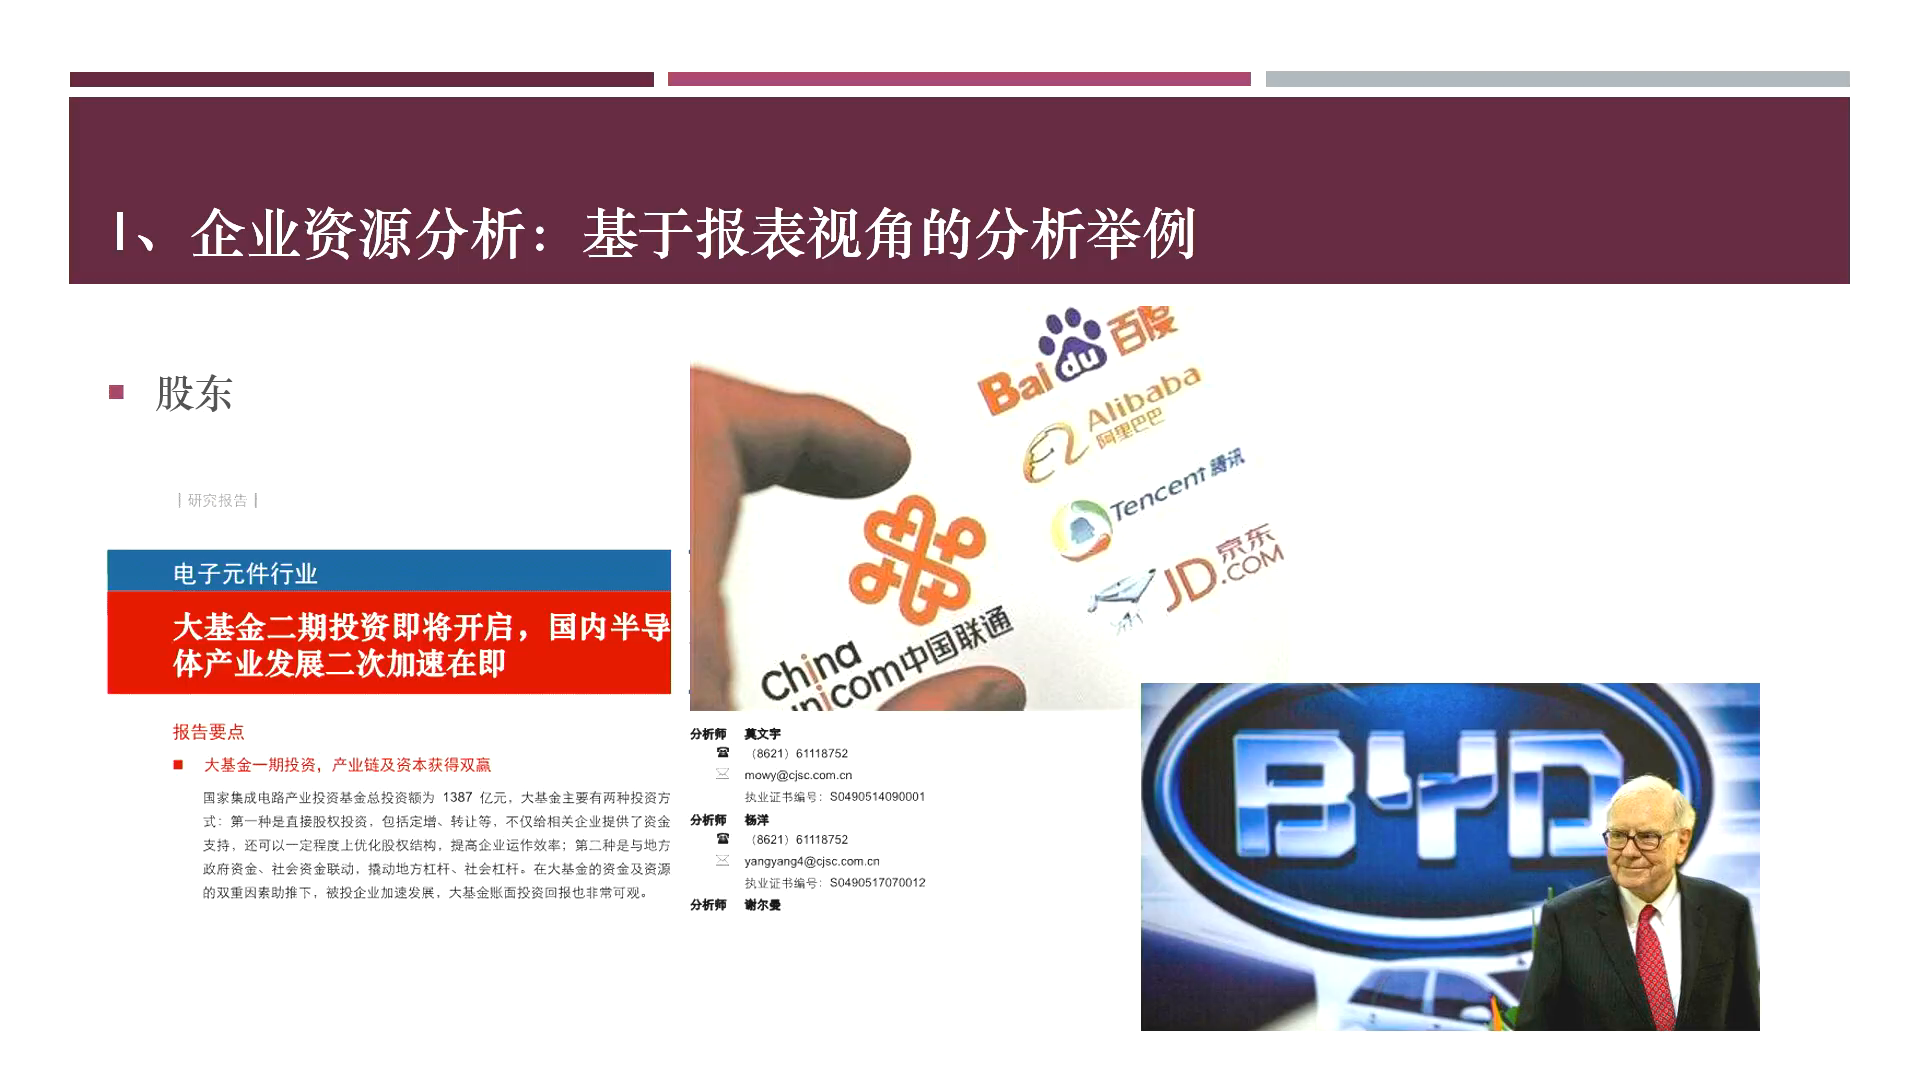 1、企业资源分析：基于报表视角的分析举例
股东
|研究报告|
电子元件行业
大基金二期投资即将开启，国内半导
体产业发展二次加速在即
报告要点
大基金一期投资，产业链及资本获得双赢
国家集成电路产业投资基金总投资额为 1387 亿元，大基金主要有两种投资方
式：第一种是直接股权投资，包括定增、转让等，不仅给相关企业提供了资金
支持，还可以一定程度上优化股权结构，提高企业运作效率；第二种是与地方
政府资金、社会资金联动，撬动地方杠杆、社会杠杆。在大基金的资金及资源
的双重因素助推下，被投企业加速发展，大基金账面投资回报也非常可观。
Baidu百度
Alibaba
阿里巴巴
Tencent 腾讯
京东
JD.COM
China
unicom中国联通
分析师 莫文宇
（8621）61118752
mowy@cjsc.com.cn
执业证书编号：S0490514090001
分析师 杨洋
（8621）61118752
yangyang4@cjsc.com.cn
执业证书编号：S0490517070012
分析师 谢尔曼
BYD